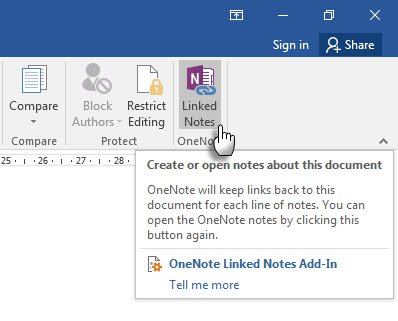 Sign in
Share
Compare
Block Authors
Restrict Editing
Linked Notes
Compare
Protect
OneNo
25 26 27 28
Create or open notes about this document
OneNote will keep links back to this
document for each line of notes. You can
open the OneNote notes by clicking this
button again.
OneNote Linked Notes Add-In
Tell me more